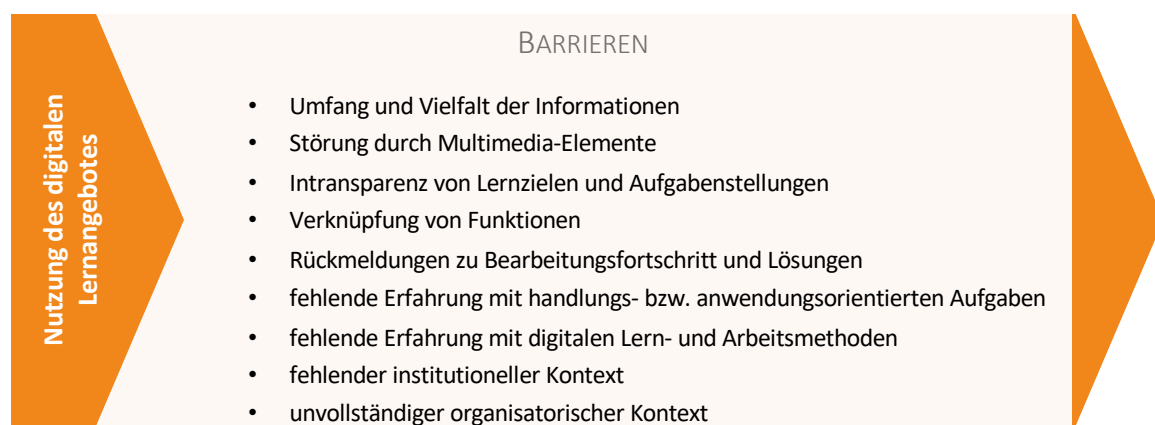 BARRIEREN
Nutzung des digitalen
Lernangebotes
• Umfang und Vielfalt der Informationen
• Störung durch Multimedia-Elemente
• Intransparenz von Lernzielen und Aufgabenstellungen
• Verknüpfung von Funktionen
• Rückmeldungen zu Bearbeitungsfortschritt und Lösungen
• fehlende Erfahrung mit handlungs- bzw. anwendungsorientierten Aufgaben
• fehlende Erfahrung mit digitalen Lern- und Arbeitsmethoden
• fehlender institutioneller Kontext
• unvollständiger organisatorischer Kontext